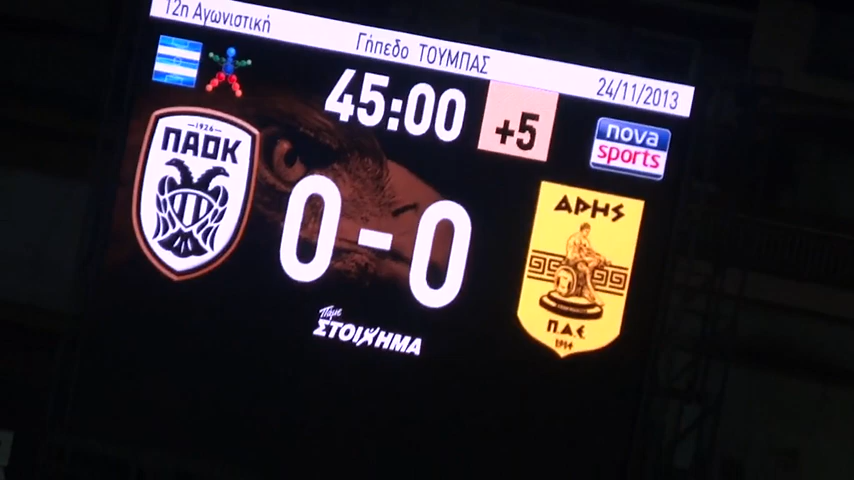 12η Αγωνιστική
Γήπεδο ΤΟΥΜΠΑΣ
24/11/2013
45:00
+5
nova
sports
1926
ΠΑΟΚ
ΑΡΗΣ
0-0
Π.Α.Ε
1914
Πάμε
ΣΤΟΙΧΗΜΑ